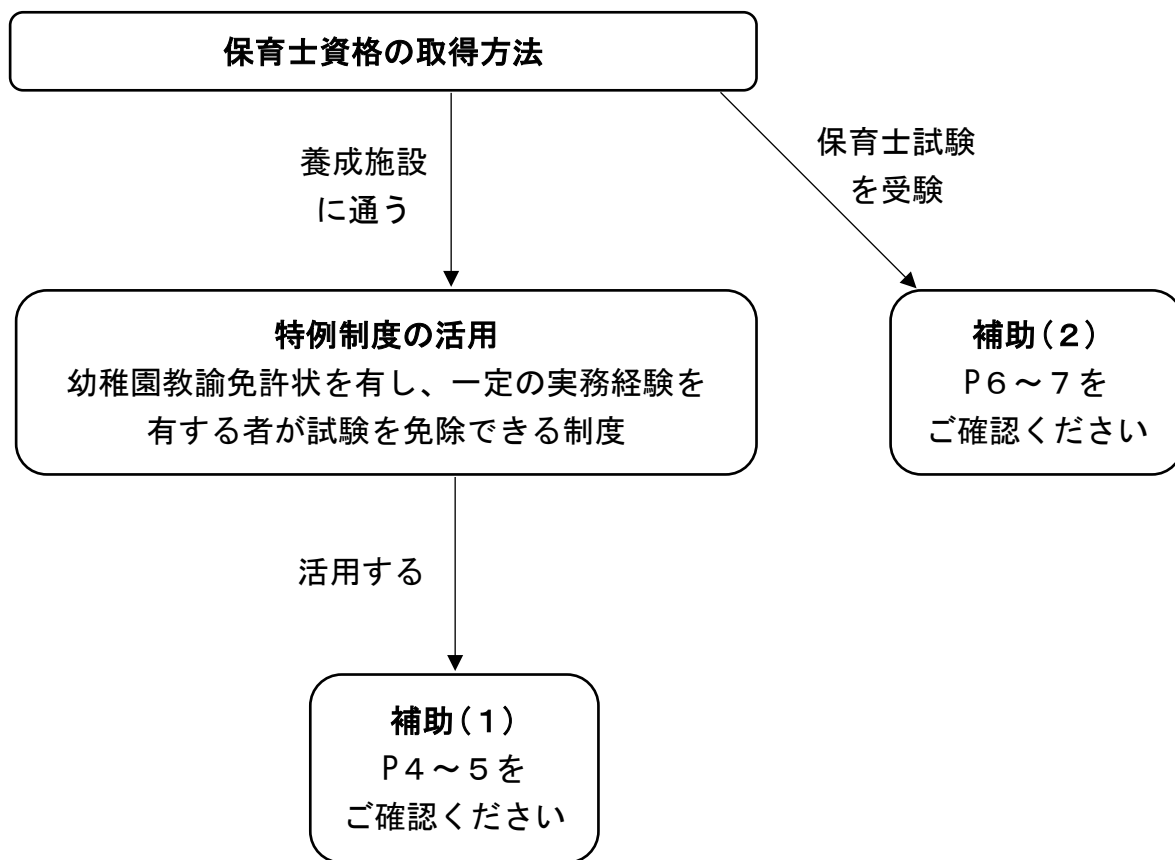 保育士資格の取得方法
養成施設
に通う
保育士試験
を受験
特例制度の活用
幼稚園教諭免許状を有し、一定の実務経験を
有する者が試験を免除できる制度
補助(２)
P６～７を
ご確認ください
活用する
補助(１)
P４～５を
ご確認ください